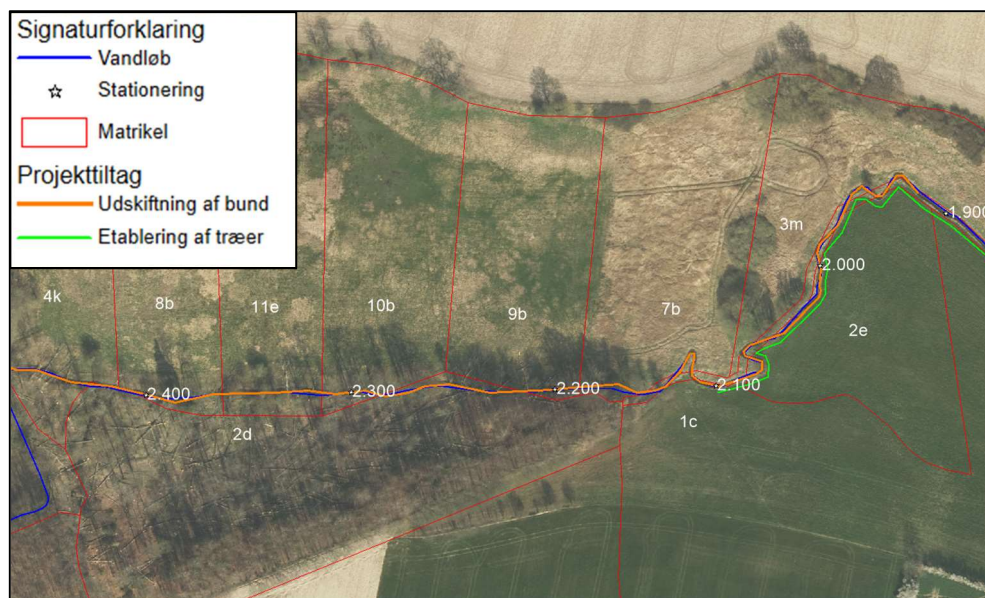 Signaturforklaring
Vandløb
Stationering
Matrikel
Projekttiltag
Udskiftning af bund
Etablering af træer
1.900
3m
2.000
4k
8b
11e
10b
9b
7b
2e
2.400
2.300
2.200
2.100
2d
1c